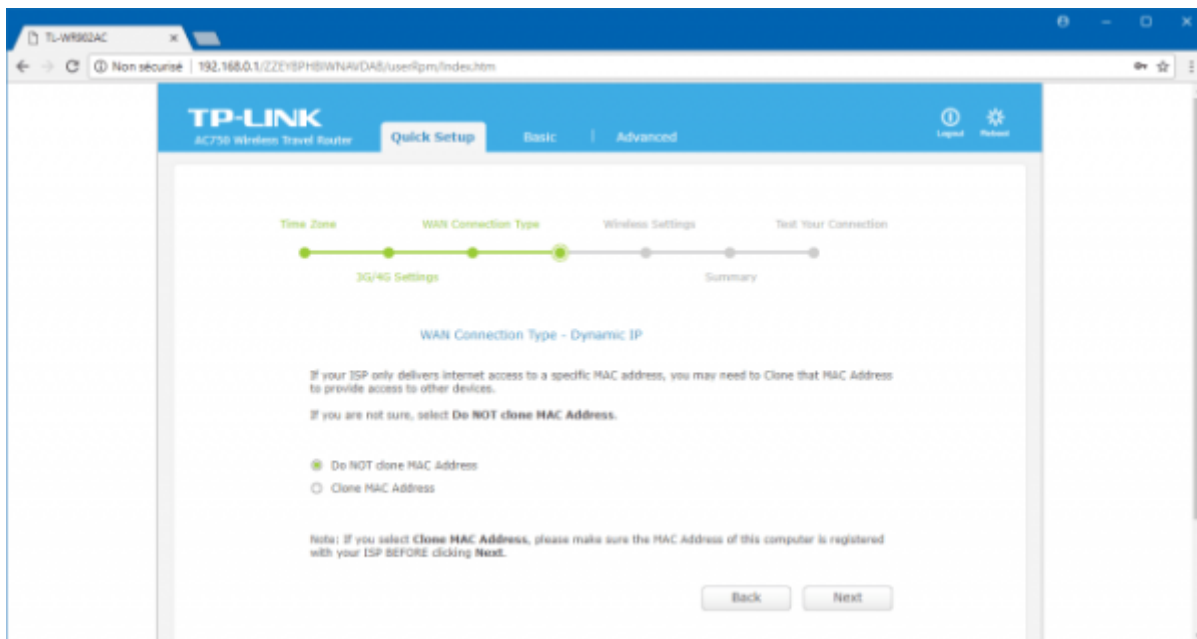 TL-WR902AC
Non sécurisé | 192.168.0.1/ZZEYBPHBIWNAVDAB/userRpm/Index.htm
TP-LINK
AC750 Wireless Travel Router
Quick Setup
Basic
Advanced
Logout
Reboot
Time Zone
WAN Connection Type
Wireless Settings
Test Your Connection
3G/4G Settings
Summary
WAN Connection Type - Dynamic IP
If your ISP only delivers internet access to a specific MAC address, you may need to Clone that MAC Address
to provide access to other devices.
If you are not sure, select Do NOT clone MAC Address.
Do NOT clone MAC Address
Clone MAC Address
Note: If you select Clone MAC Address, please make sure the MAC Address of this computer is registered
with your ISP BEFORE clicking Next.
Back
Next